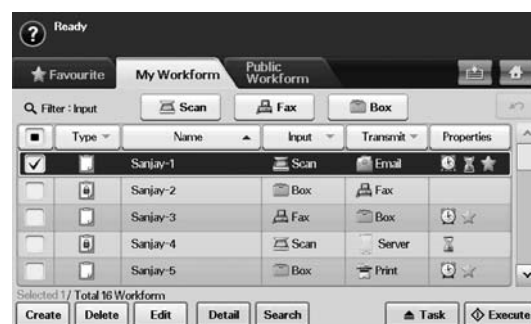 Ready
Favourite
My Workform
Public
Workform
Filter : Input
Scan
Fax
Box
Type
Name
Input
Transmit
Properties
Sanjay-1
Scan
Email
Sanjay-2
Box
Fax
Sanjay-3
Fax
Box
Sanjay-4
Scan
Server
Sanjay-5
Box
Print
Selected 1/ Total 16 Workform
Create
Delete
Edit
Detail
Search
Task
Execute